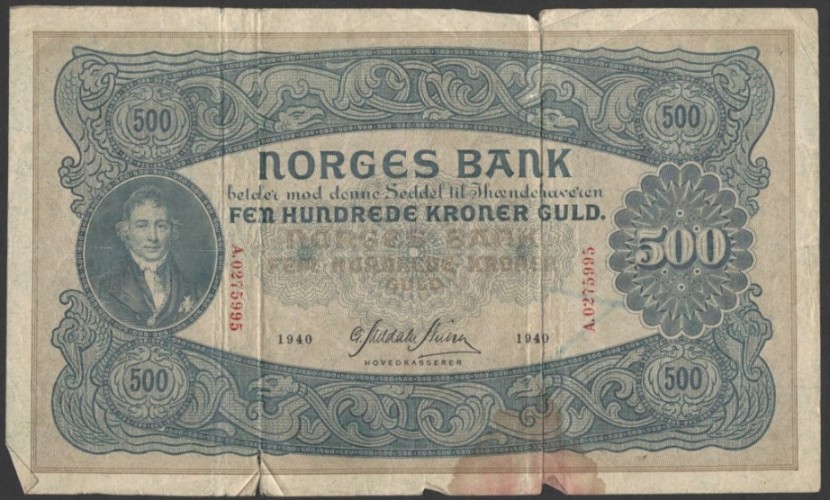 500
500
NORGES BANK
betaler mod denne Seddel til Ihændehaveren
FEM HUNDREDE KRONER GULD.
NORGES BANK
FEM HUNDREDE KRONER
GULD
500
A.0275995
A.0275995
1940
1940
HOVEDKASSERER
500
500